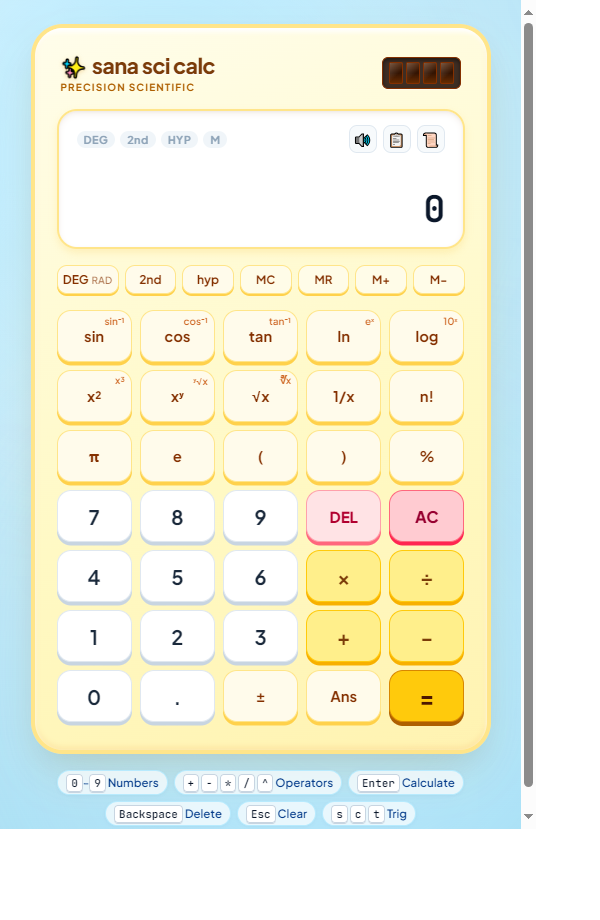 sana sci calc
PRECISION SCIENTIFIC
DEG 2nd HYP M
0
DEG RAD 2nd hyp MC MR M+ M−
sin⁻¹ cos⁻¹ tan⁻¹ eˣ 10ˣ
sin cos tan ln log
x³ ʸ√x ∛x
x² xʸ √x 1/x n!
π e ( ) %
7 8 9 DEL AC
4 5 6 × ÷
1 2 3 + −
0 . ± Ans =
0-9 Numbers + - * / ^ Operators Enter Calculate
Backspace Delete Esc Clear s c t Trig